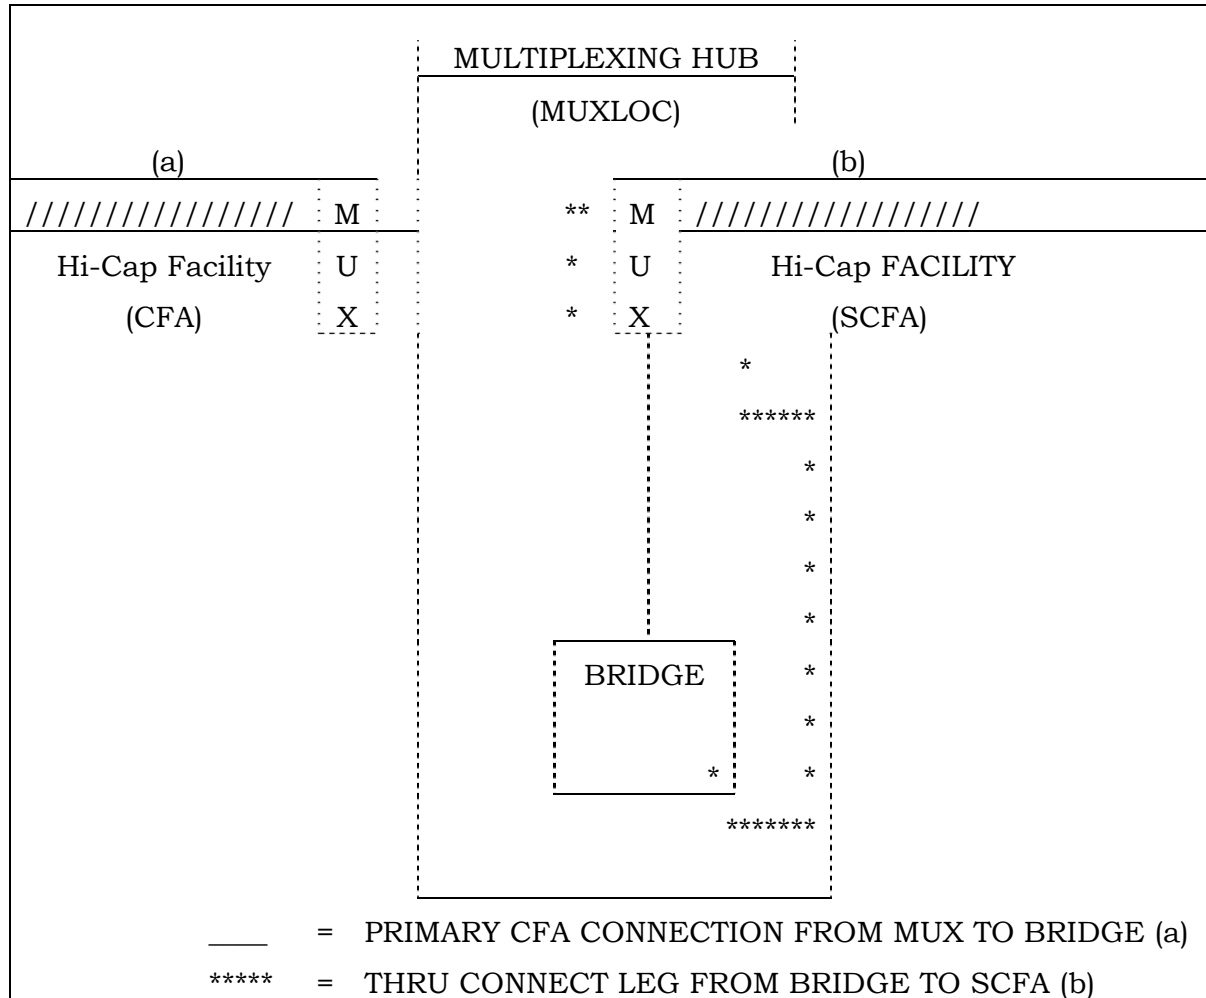 MULTIPLEXING HUB
(MUXLOC)
(a) (b)
///////////////// M ** M //////////////////
Hi-Cap Facility U * U Hi-Cap FACILITY
(CFA) X * X (SCFA)
*
******
*
*
*
*
BRIDGE *
*
* *
*******
____ = PRIMARY CFA CONNECTION FROM MUX TO BRIDGE (a)
***** = THRU CONNECT LEG FROM BRIDGE TO SCFA (b)